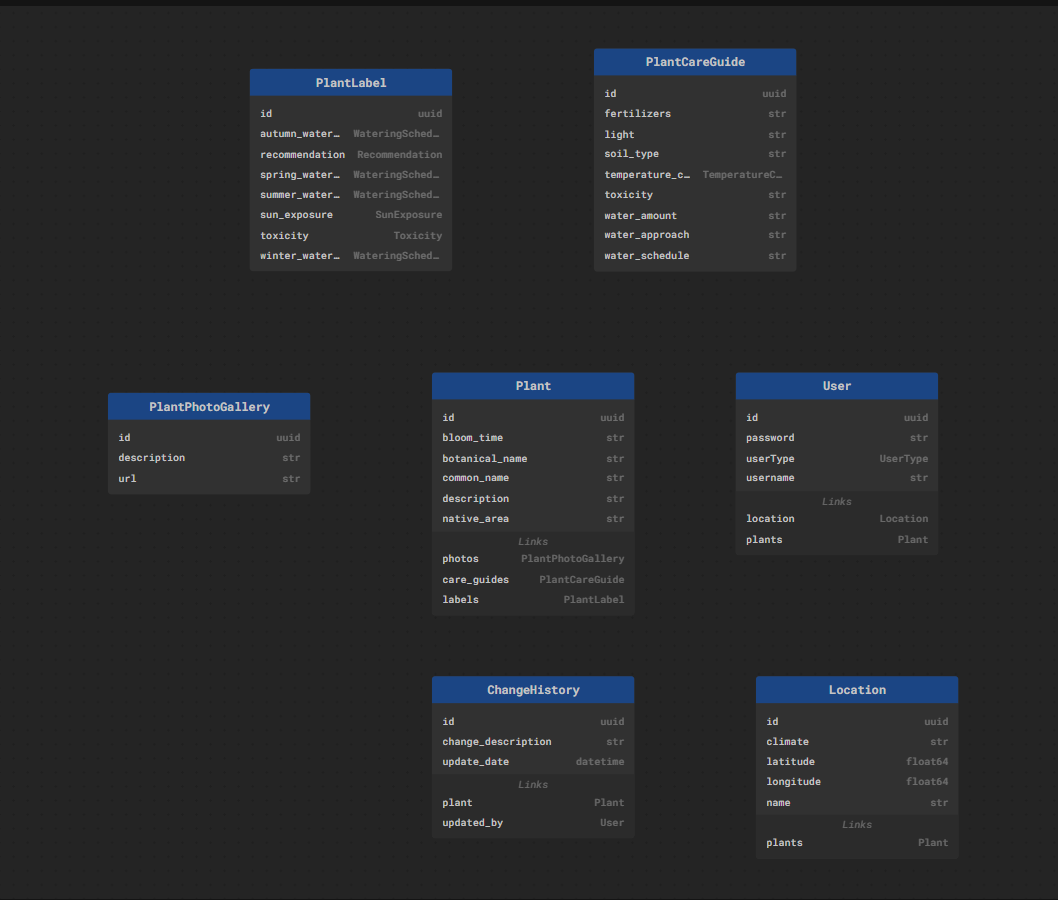 PlantLabel
id uuid
autumn_water… WateringSched…
recommendation Recommendation
spring_water… WateringSched…
summer_water… WateringSched…
sun_exposure SunExposure
toxicity Toxicity
winter_water… WateringSched…
PlantCareGuide
id uuid
fertilizers str
light str
soil_type str
temperature_c… TemperatureC…
toxicity str
water_amount str
water_approach str
water_schedule str
PlantPhotoGallery
id uuid
description str
url str
Plant
id uuid
bloom_time str
botanical_name str
common_name str
description str
native_area str
Links
photos PlantPhotoGallery
care_guides PlantCareGuide
labels PlantLabel
User
id uuid
password str
userType UserType
username str
Links
location Location
plants Plant
ChangeHistory
id uuid
change_description str
update_date datetime
Links
plant Plant
updated_by User
Location
id uuid
climate str
latitude float64
longitude float64
name str
Links
plants Plant